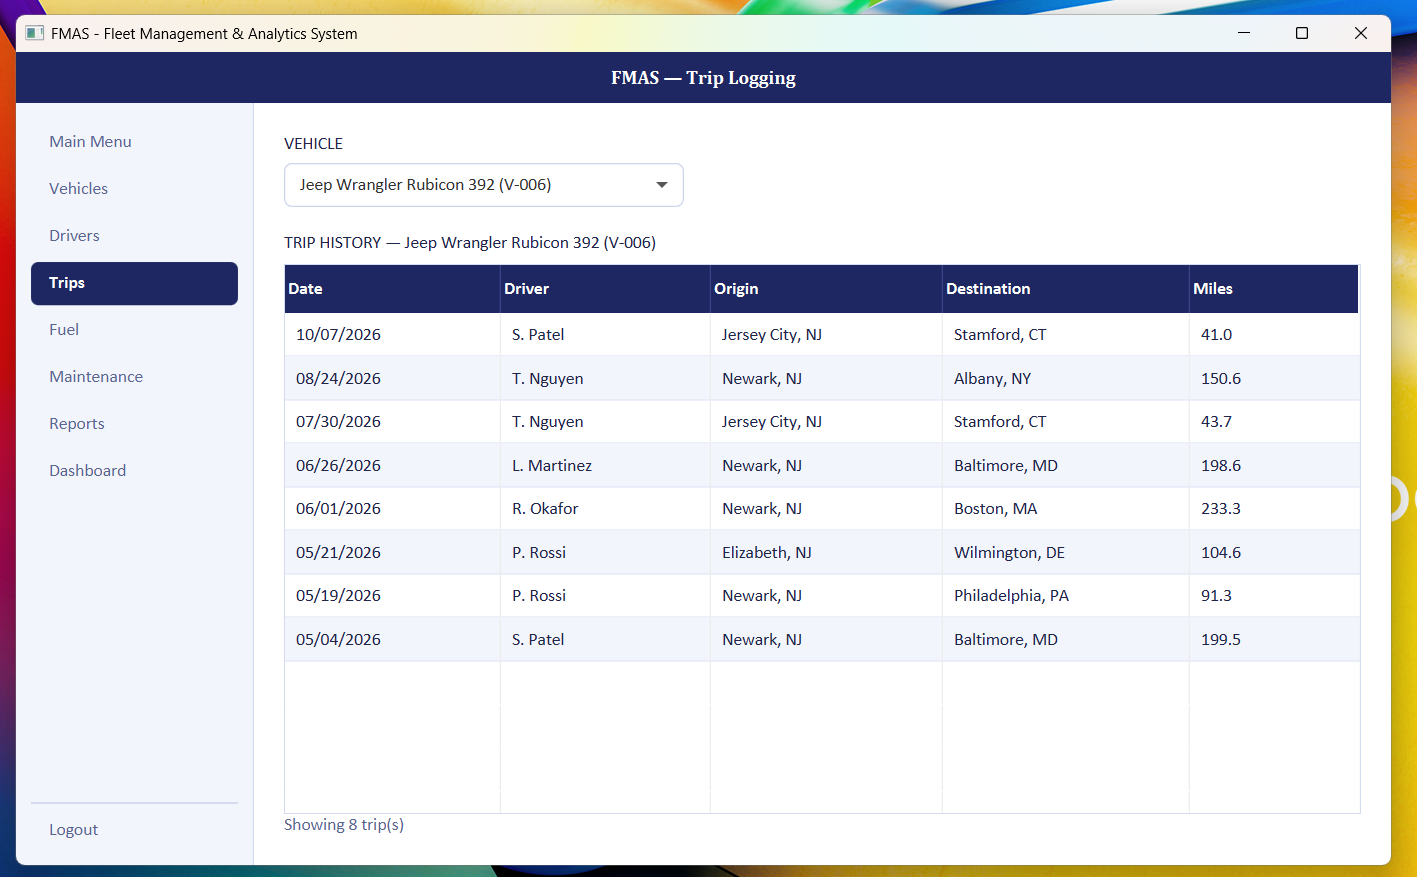 FMAS - Fleet Management & Analytics System
FMAS — Trip Logging
Main Menu
Vehicles
Drivers
Trips
Fuel
Maintenance
Reports
Dashboard
Logout
VEHICLE
Jeep Wrangler Rubicon 392 (V-006)
TRIP HISTORY — Jeep Wrangler Rubicon 392 (V-006)
Date Driver Origin Destination Miles
10/07/2026 S. Patel Jersey City, NJ Stamford, CT 41.0
08/24/2026 T. Nguyen Newark, NJ Albany, NY 150.6
07/30/2026 T. Nguyen Jersey City, NJ Stamford, CT 43.7
06/26/2026 L. Martinez Newark, NJ Baltimore, MD 198.6
06/01/2026 R. Okafor Newark, NJ Boston, MA 233.3
05/21/2026 P. Rossi Elizabeth, NJ Wilmington, DE 104.6
05/19/2026 P. Rossi Newark, NJ Philadelphia, PA 91.3
05/04/2026 S. Patel Newark, NJ Baltimore, MD 199.5
Showing 8 trip(s)